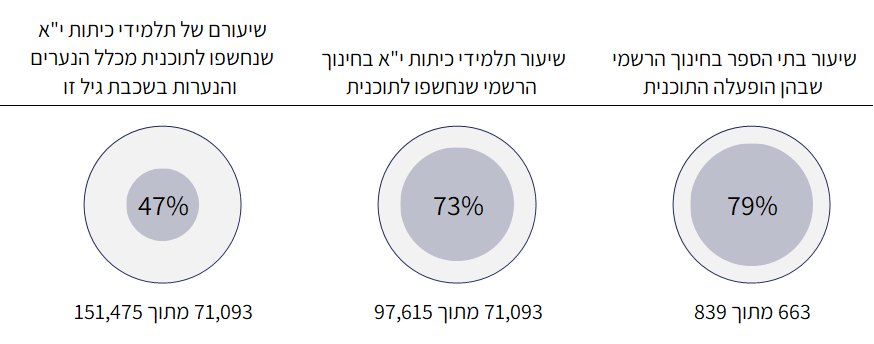 שיעור בתי הספר בחינוך הרשמי
שבהן הופעלה התוכנית
שיעור תלמידי כיתות י"א בחינוך
הרשמי שנחשפו לתוכנית
שיעורם של תלמידי כיתות י"א
שנחשפו לתוכנית מכלל הנערים
והנערות בשכבת גיל זו
79%
73%
47%
663 מתוך 839
71,093 מתוך 97,615
71,093 מתוך 151,475